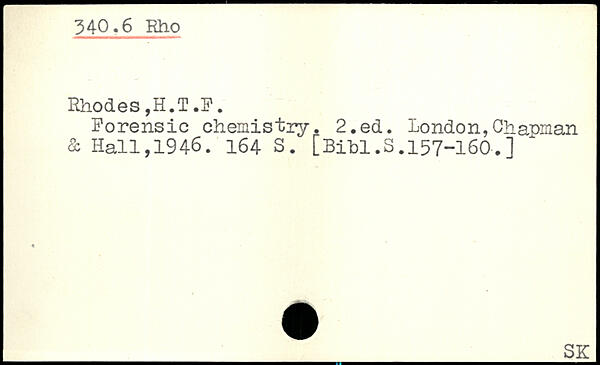 340.6 Rho
Rhodes,H.T.F.
Forensic chemistry. 2.ed. London,Chapman
& Hall,1946. 164 S. [Bibl.S.157-160.]
SK